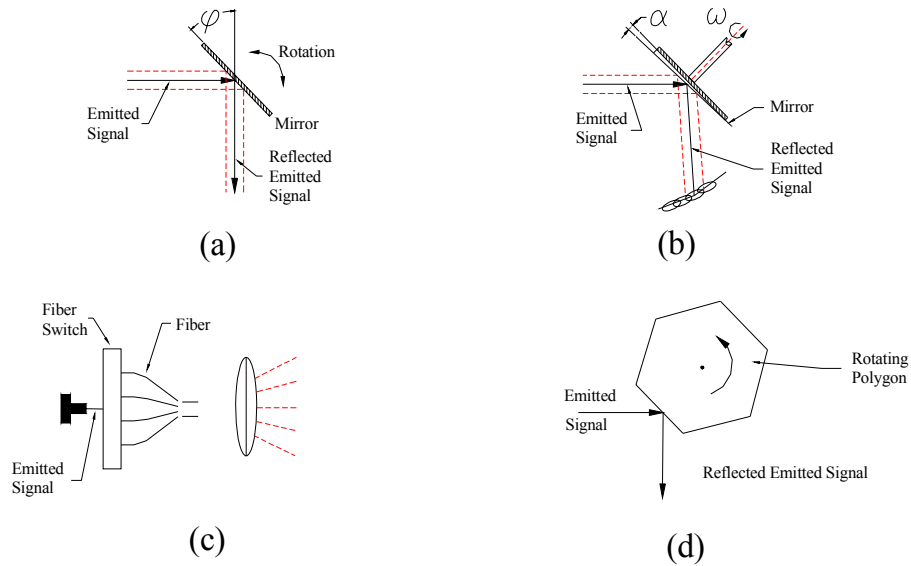 φ
Rotation
Emitted
Signal
Mirror
Reflected
Emitted
Signal
(a)
α
ω
Emitted
Signal
Mirror
Reflected
Emitted
Signal
(b)
Fiber
Switch
Fiber
Emitted
Signal
(c)
Rotating
Polygon
Emitted
Signal
Reflected Emitted Signal
(d)